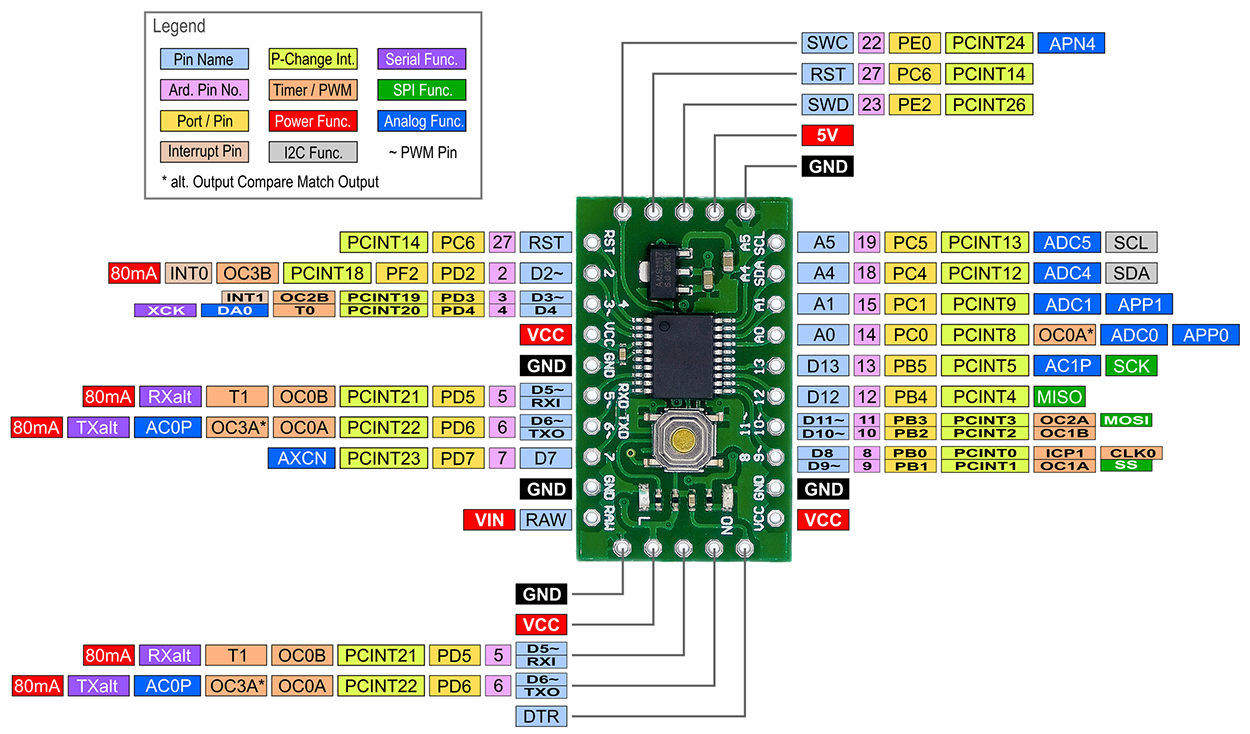 Legend
Pin Name P-Change Int. Serial Func.
Ard. Pin No. Timer / PWM SPI Func.
Port / Pin Power Func. Analog Func.
Interrupt Pin I2C Func. ~ PWM Pin
* alt. Output Compare Match Output
SWC 22 PE0 PCINT24 APN4
RST 27 PC6 PCINT14
SWD 23 PE2 PCINT26
5V
GND
PCINT14 PC6 27 RST
80mA INT0 OC3B PCINT18 PF2 PD2 2 D2~
INT1 OC2B PCINT19 PD3 3 D3~
XCK DA0 T0 PCINT20 PD4 4 D4
VCC
GND
80mA RXalt T1 OC0B PCINT21 PD5 5 D5~
RXI
80mA TXalt AC0P OC3A* OC0A PCINT22 PD6 6 D6~
TXO
AXCN PCINT23 PD7 7 D7
GND
VIN RAW
RST
2
3~ 4
VCC
GND
5~ RXD
6~ TXD
7
GND
RAW
A5 SCL
A4 SDA
A1
A0
13
12
11~ 10~
8 9~
GND
VCC
L
ON
A5 19 PC5 PCINT13 ADC5 SCL
A4 18 PC4 PCINT12 ADC4 SDA
A1 15 PC1 PCINT9 ADC1 APP1
A0 14 PC0 PCINT8 OC0A* ADC0 APP0
D13 13 PB5 PCINT5 AC1P SCK
D12 12 PB4 PCINT4 MISO
D11~ 11 PB3 PCINT3 OC2A MOSI
D10~ 10 PB2 PCINT2 OC1B
D8 8 PB0 PCINT0 ICP1 CLK0
D9~ 9 PB1 PCINT1 OC1A SS
GND
VCC
GND
VCC
80mA RXalt T1 OC0B PCINT21 PD5 5 D5~
RXI
80mA TXalt AC0P OC3A* OC0A PCINT22 PD6 6 D6~
TXO
DTR